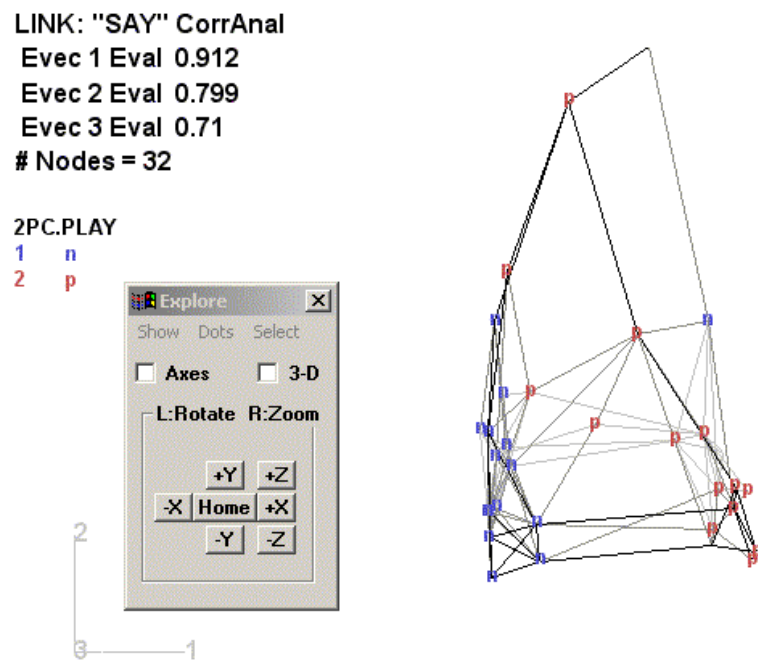 LINK: "SAY" CorrAnal
Evec 1 Eval 0.912
Evec 2 Eval 0.799
Evec 3 Eval 0.71
# Nodes = 32
2PC.PLAY
1 n
2 p
Explore
Show Dots Select
Axes 3-D
L:Rotate R:Zoom
+Y +Z
-X Home +X
-Y -Z
2
3 1
p
p
n n
p
n p
p
n n p p
n
n n
p p p
n n p
n p
n
n p p
n